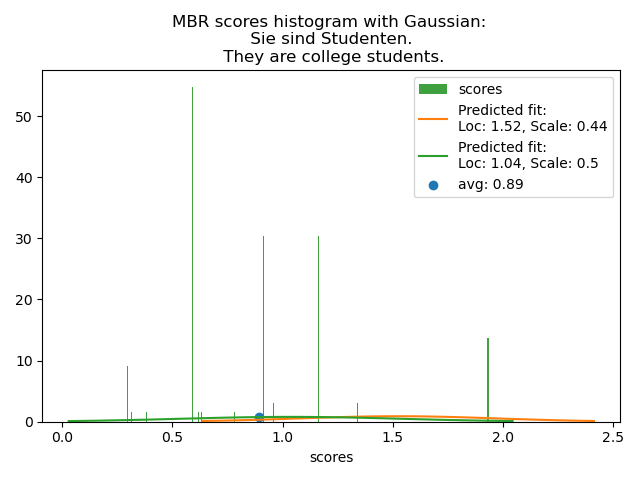 MBR scores histogram with Gaussian:
Sie sind Studenten.
They are college students.
scores
Predicted fit:
Loc: 1.52, Scale: 0.44
Predicted fit:
Loc: 1.04, Scale: 0.5
avg: 0.89
50
40
30
20
10
0
0.0 0.5 1.0 1.5 2.0 2.5
scores